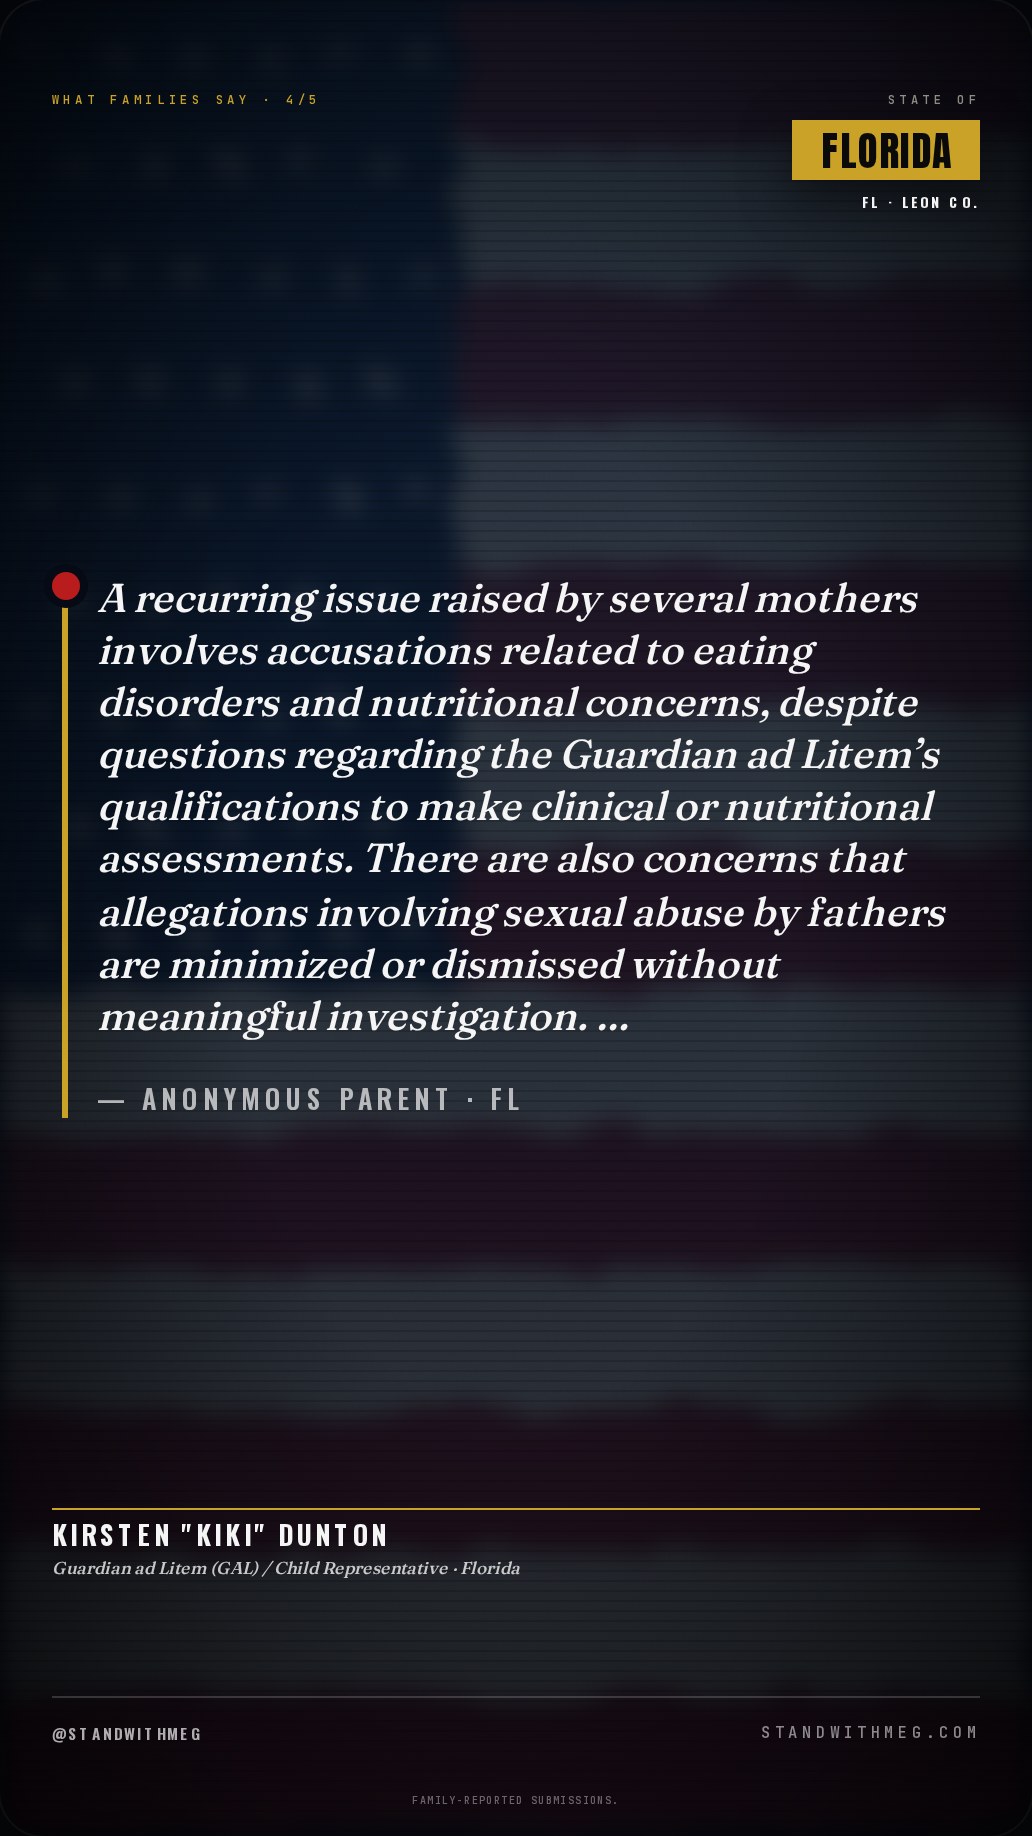 WHAT FAMILIES SAY · 4/5
STATE OF
FLORIDA
FL · LEON CO.
A recurring issue raised by several mothers
involves accusations related to eating
disorders and nutritional concerns, despite
questions regarding the Guardian ad Litem’s
qualifications to make clinical or nutritional
assessments. There are also concerns that
allegations involving sexual abuse by fathers
are minimized or dismissed without
meaningful investigation. ...
— ANONYMOUS PARENT · FL
KIRSTEN "KIKI" DUNTON
Guardian ad Litem (GAL) / Child Representative · Florida
@STANDWITHMEG
STANDWITHMEG.COM
FAMILY-REPORTED SUBMISSIONS.